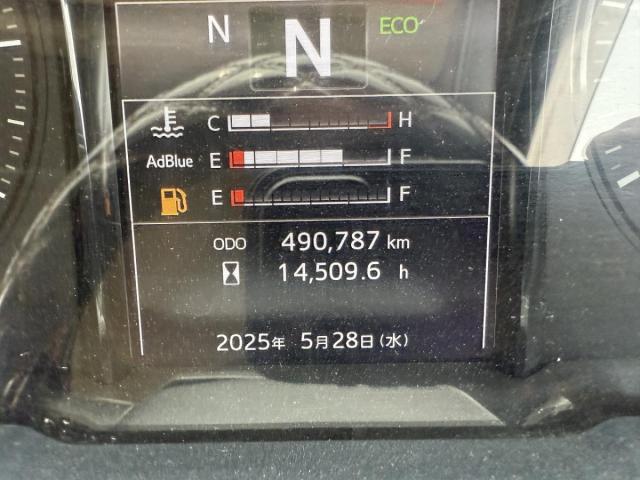 N N ECO
C H
AdBlue E F
E F
ODO 490,787 km
14,509.6 h
2025年 5月28日(水)